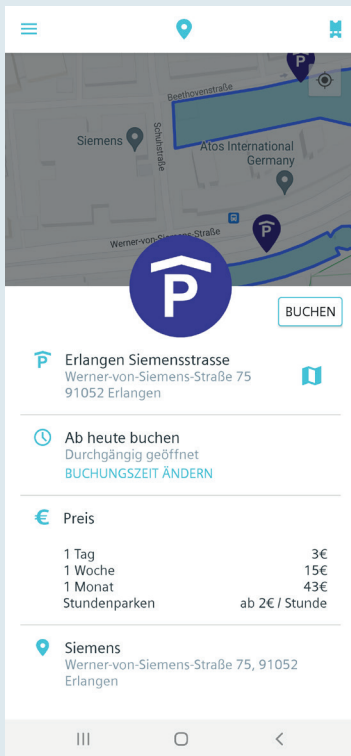 P
Beethovenstraße
Siemens
Schuhstraße
Atos International
Germany
Werner-von-Siemens-Straße
P
P
BUCHEN
P
Erlangen Siemensstrasse
Werner-von-Siemens-Straße 75
91052 Erlangen
Ab heute buchen
Durchgängig geöffnet
BUCHUNGSZEIT ÄNDERN
€ Preis
1 Tag 3€
1 Woche 15€
1 Monat 43€
Stundenparken ab 2€ / Stunde
Siemens
Werner-von-Siemens-Straße 75, 91052
Erlangen